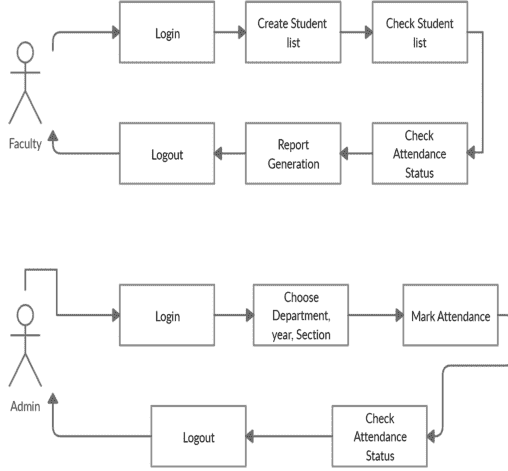 Login
Create Student
list
Check Student
list
Faculty
Logout
Report
Generation
Check
Attendance
Status
Login
Choose
Department,
year, Section
Mark Attendance
Admin
Logout
Check
Attendance
Status